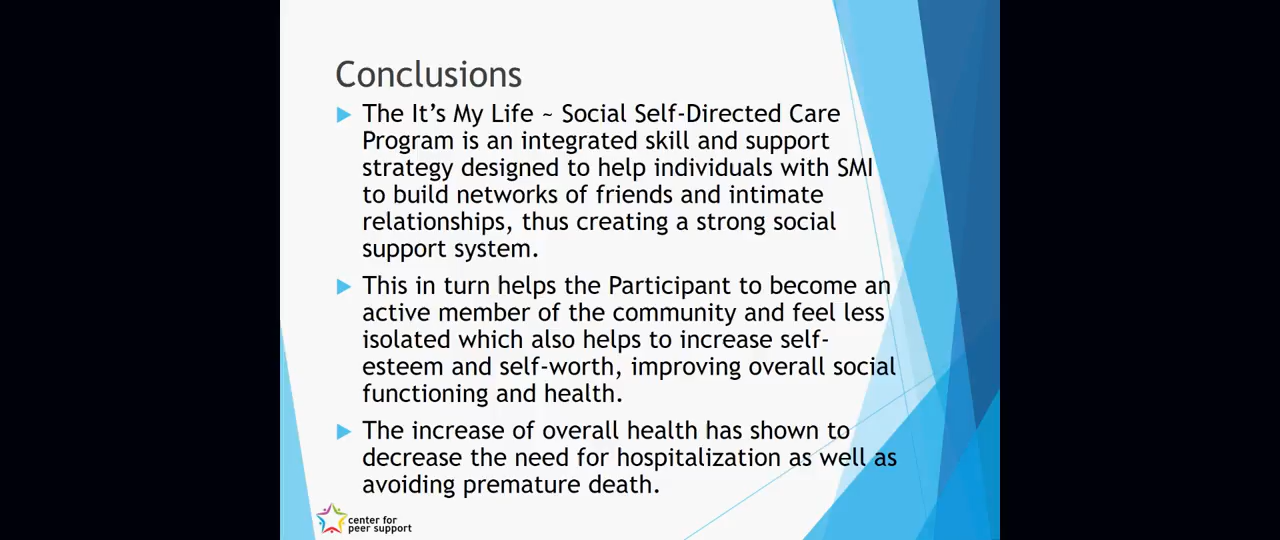 Conclusions
The It's My Life ~ Social Self-Directed Care
Program is an integrated skill and support
strategy designed to help individuals with SMI
to build networks of friends and intimate
relationships, thus creating a strong social
support system.
This in turn helps the Participant to become an
active member of the community and feel less
isolated which also helps to increase self-
esteem and self-worth, improving overall social
functioning and health.
The increase of overall health has shown to
decrease the need for hospitalization as well as
avoiding premature death.
center for
peer support